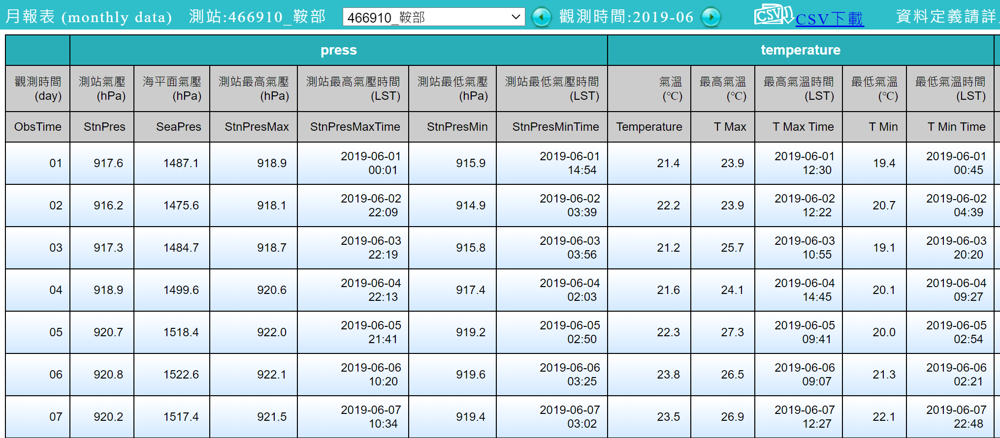 月報表 (monthly data) 測站:466910_鞍部 466910_鞍部 觀測時間:2019-06 CSV CSV下載 資料定義請詳
press temperature
觀測時間 測站氣壓 海平面氣壓 測站最高氣壓 測站最高氣壓時間 測站最低氣壓 測站最低氣壓時間 氣溫 最高氣溫 最高氣溫時間 最低氣溫 最低氣溫時間
(day) (hPa) (hPa) (hPa) (LST) (hPa) (LST) (℃) (℃) (LST) (℃) (LST)
ObsTime StnPres SeaPres StnPresMax StnPresMaxTime StnPresMin StnPresMinTime Temperature T Max T Max Time T Min T Min Time
01 917.6 1487.1 918.9 2019-06-01 00:01 915.9 2019-06-01 14:54 21.4 23.9 2019-06-01 12:30 19.4 2019-06-01 00:45
02 916.2 1475.6 918.1 2019-06-02 22:09 914.9 2019-06-02 03:39 22.2 23.9 2019-06-02 12:22 20.7 2019-06-02 04:39
03 917.3 1484.7 918.7 2019-06-03 22:19 915.8 2019-06-03 03:56 21.2 25.7 2019-06-03 10:55 19.1 2019-06-03 20:20
04 918.9 1499.6 920.6 2019-06-04 22:13 917.4 2019-06-04 02:03 21.6 24.1 2019-06-04 14:45 20.1 2019-06-04 09:27
05 920.7 1518.4 922.0 2019-06-05 21:41 919.2 2019-06-05 02:50 22.3 27.3 2019-06-05 09:41 20.0 2019-06-05 02:54
06 920.8 1522.6 922.1 2019-06-06 10:20 919.6 2019-06-06 03:25 23.8 26.5 2019-06-06 09:07 21.3 2019-06-06 02:21
07 920.2 1517.4 921.5 2019-06-07 10:34 919.4 2019-06-07 03:02 23.5 26.9 2019-06-07 12:27 22.1 2019-06-07 22:48